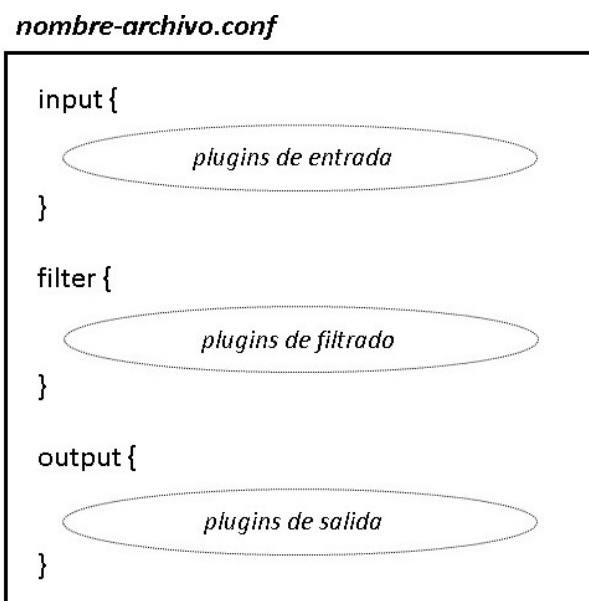 nombre-archivo.conf
input {
plugins de entrada
}
filter {
plugins de filtrado
}
output {
plugins de salida
}